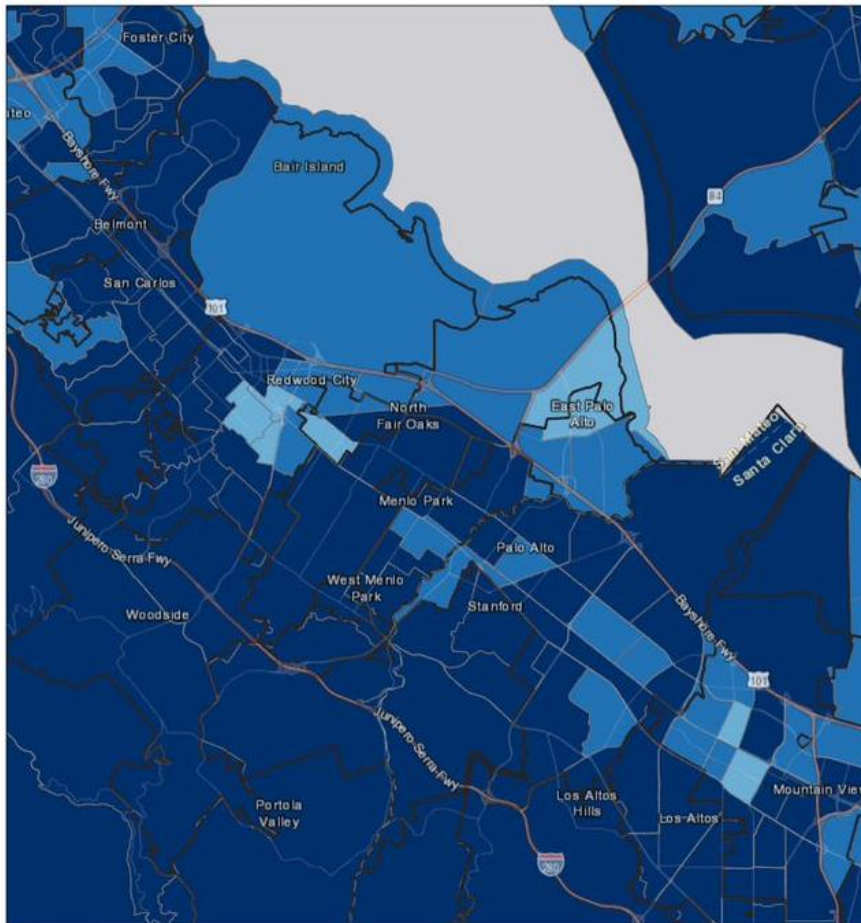 Foster City
ateo
Bayshore Fwy
Bair Island
84
Belmont
San Carlos
101
Redwood City
North
Fair Oaks
East Palo
Alto
San Mateo
Santa Clara
280
Menlo Park
Junipero Serra Fwy
Palo Alto
West Menlo
Park
Stanford
Woodside
Bayshore Fwy
101
Junipero Serra Fwy
Portola
Valley
Los Altos
Hills
Los Altos
Mountain View
280